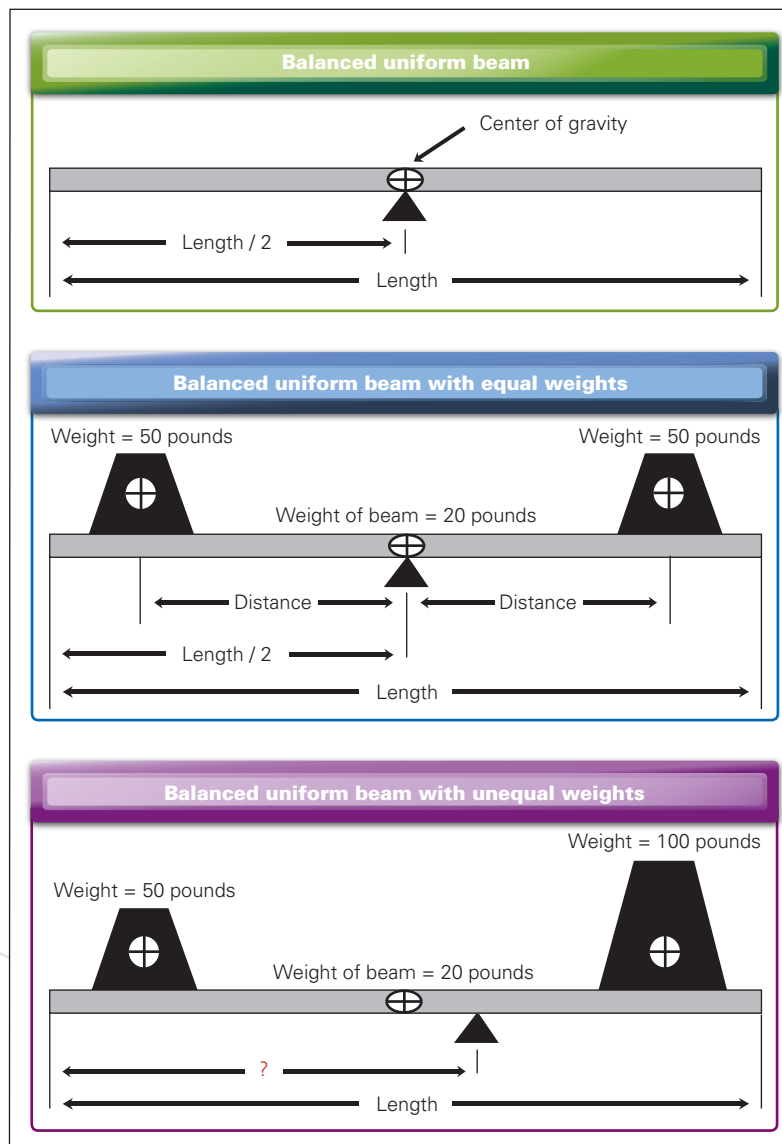 Balanced uniform beam
Center of gravity
Length / 2
Length
Balanced uniform beam with equal weights
Weight = 50 pounds Weight = 50 pounds
Weight of beam = 20 pounds
Distance Distance
Length / 2
Length
Balanced uniform beam with unequal weights
Weight = 100 pounds
Weight = 50 pounds
Weight of beam = 20 pounds
?
Length